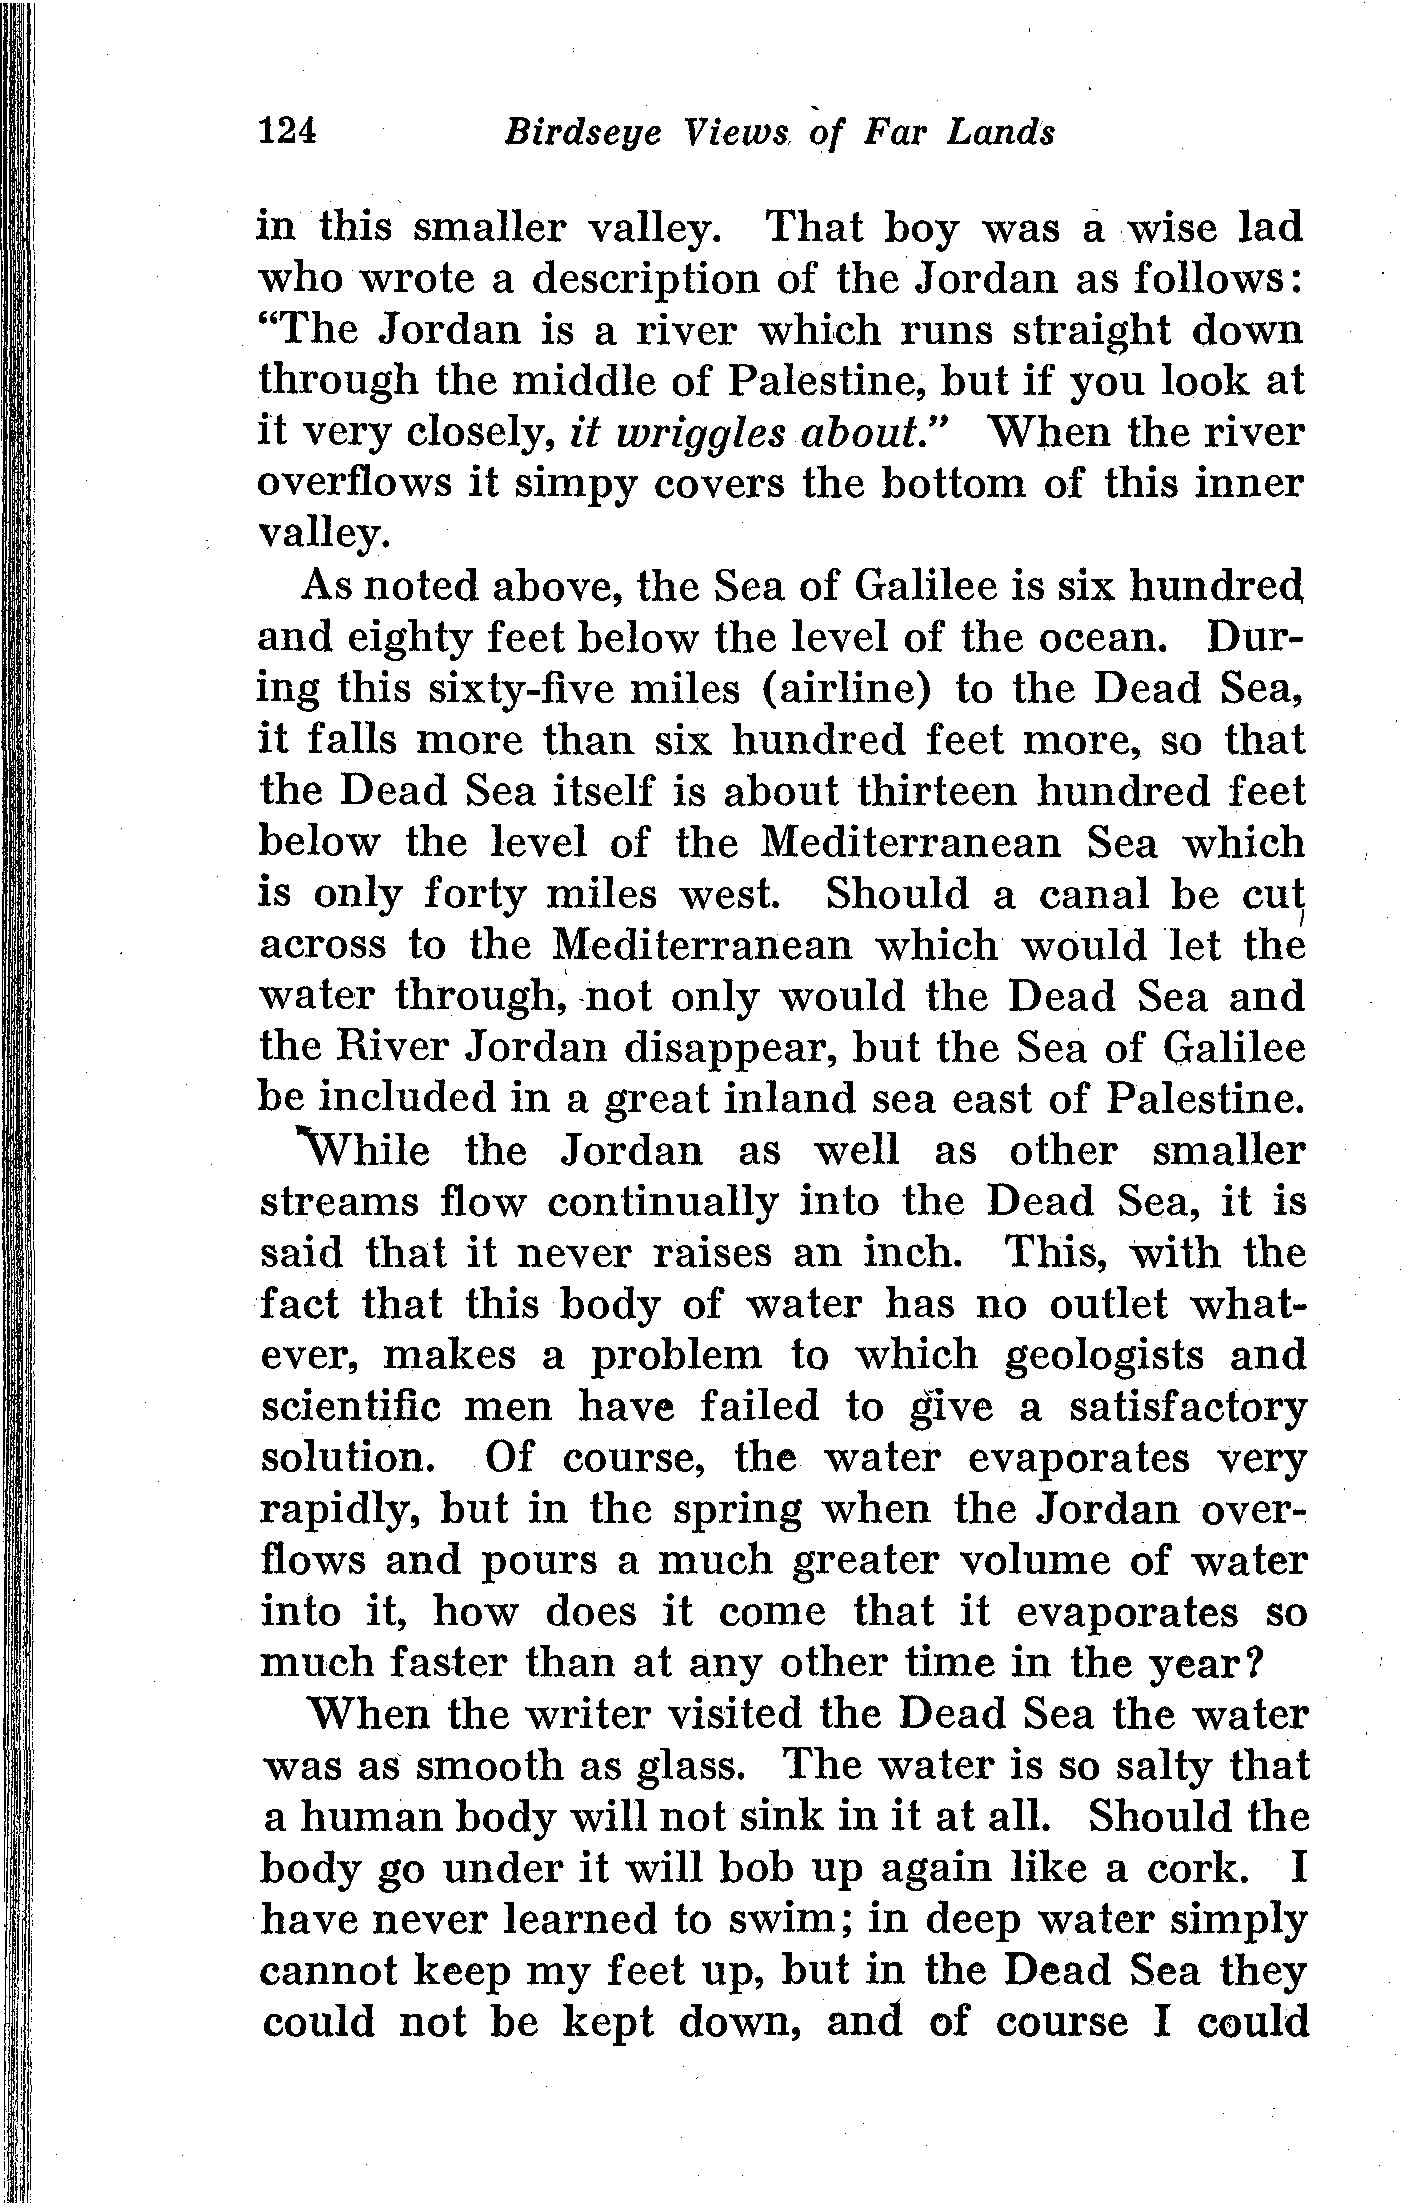 124 Birdseye Views of Far Lands
in this smaller valley. That boy was a wise lad
who wrote a description of the Jordan as follows:
“The Jordan is a river which runs straight down
through the middle of Palestine, but if you look at
it very closely, it wriggles about.” When the river
overflows it simpy covers the bottom of this inner
valley.
As noted above, the Sea of Galilee is six hundred
and eighty feet below the level of the ocean. Dur-
ing this sixty-five miles (airline) to the Dead Sea,
it falls more than six hundred feet more, so that
the Dead Sea itself is about thirteen hundred feet
below the level of the Mediterranean Sea which
is only forty miles west. Should a canal be cut
across to the Mediterranean which would let the
water through, not only would the Dead Sea and
the River Jordan disappear, but the Sea of Galilee
be included in a great inland sea east of Palestine.
While the Jordan as well as other smaller
streams flow continually into the Dead Sea, it is
said that it never raises an inch. This, with the
fact that this body of water has no outlet what-
ever, makes a problem to which geologists and
scientific men have failed to give a satisfactory
solution. Of course, the water evaporates very
rapidly, but in the spring when the Jordan over-
flows and pours a much greater volume of water
into it, how does it come that it evaporates so
much faster than at any other time in the year?
When the writer visited the Dead Sea the water
was as smooth as glass. The water is so salty that
a human body will not sink in it at all. Should the
body go under it will bob up again like a cork. I
have never learned to swim; in deep water simply
cannot keep my feet up, but in the Dead Sea they
could not be kept down, and of course I could